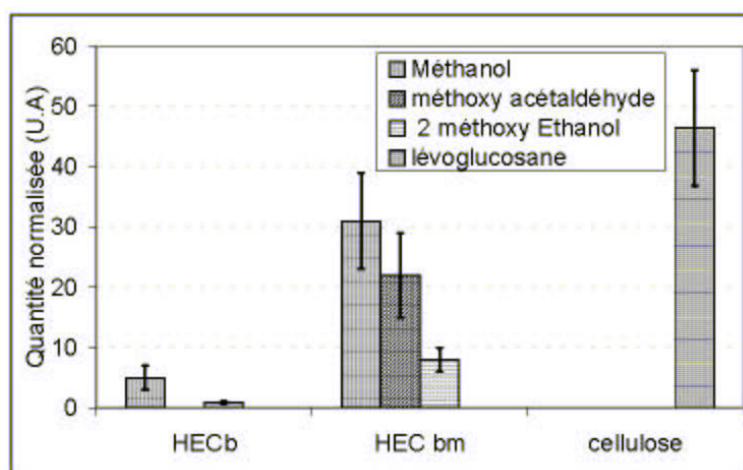 Quantité normalisée (U.A)
60
50
40
30
20
10
0
Méthanol
méthoxy acétaldéhyde
2 méthoxy Ethanol
lévoglucosane
HECb
HEC bm
cellulose